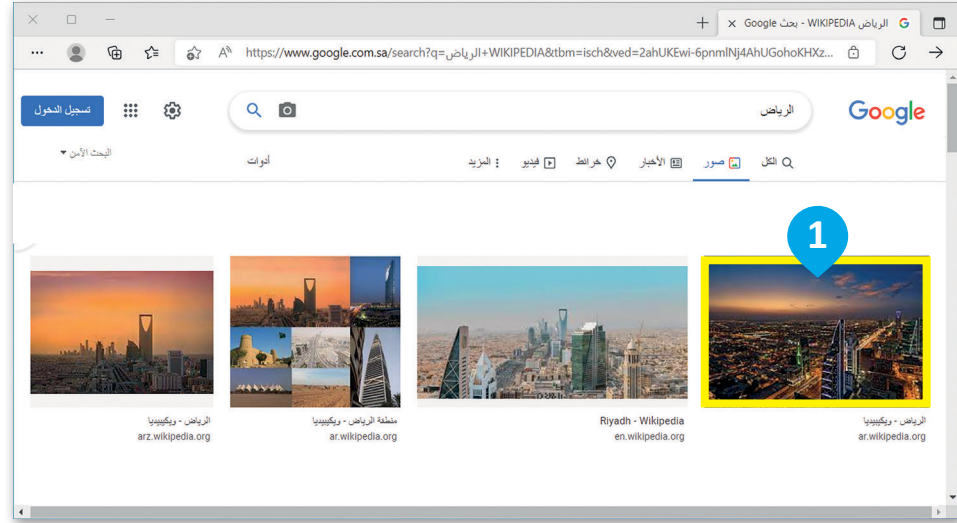 الرياض WIKIPEDIA - بحث Google
https://www.google.com.sa/search?q=الرياض+WIKIPEDIA&tbm=isch&ved=2ahUKEwi-6pnmlNj4AhUGohoKHXz...
Google
الرياض
تسجيل الدخول
الكل
صور
الأخبار
خرائط
فيديو
المزيد
أدوات
البحث الآمن
1
الرياض - ويكيبيديا
ar.wikipedia.org
Riyadh - Wikipedia
en.wikipedia.org
منطقة الرياض - ويكيبيديا
ar.wikipedia.org
الرياض - ويكيبيديا
arz.wikipedia.org